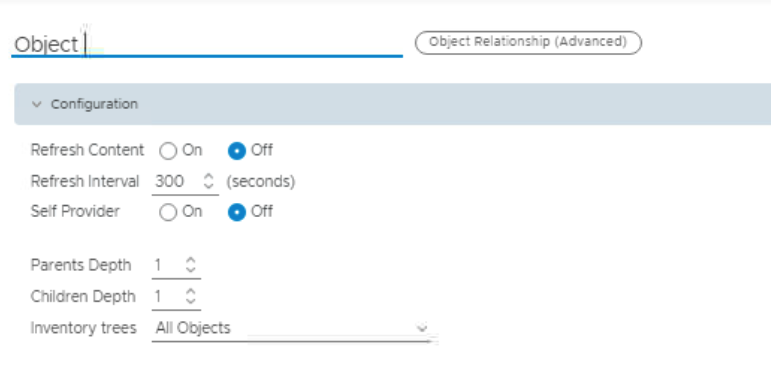 Object
Object Relationship (Advanced)
Configuration
Refresh Content On Off
Refresh Interval 300 (seconds)
Self Provider On Off
Parents Depth 1
Children Depth 1
Inventory trees All Objects